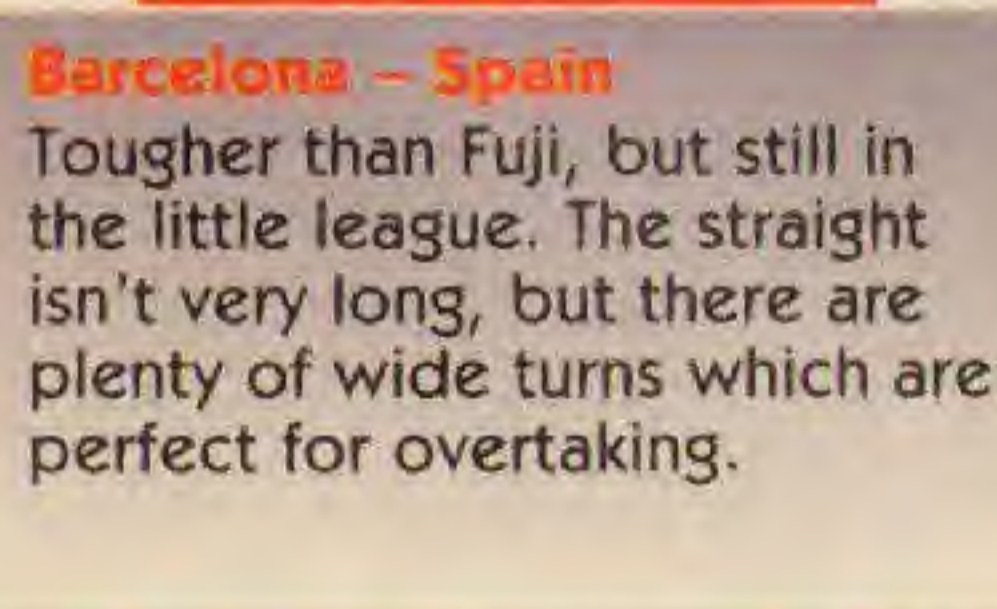 Barcelona – Spain
Tougher than Fuji, but still in
the little league. The straight
isn't very long, but there are
plenty of wide turns which are
perfect for overtaking.